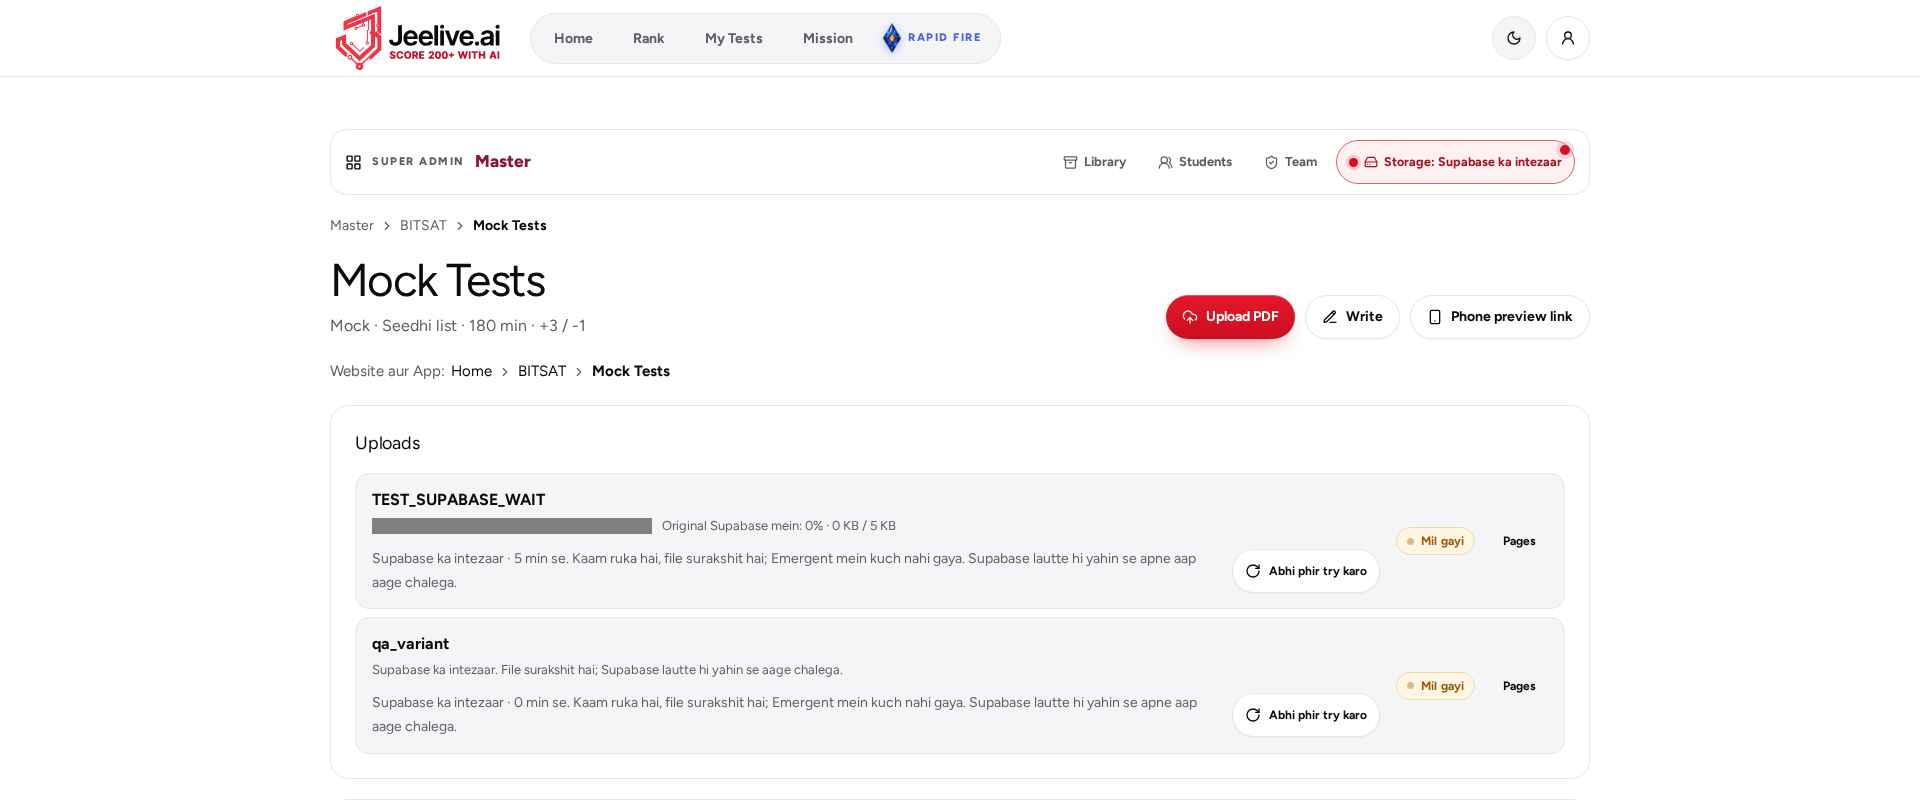 Jeelive.ai
SCORE 200+ WITH AI
Home
Rank
My Tests
Mission
RAPID FIRE
SUPER ADMIN
Master
Library
Students
Team
Storage: Supabase ka intezaar
Master > BITSAT > Mock Tests
Mock Tests
Mock · Seedhi list · 180 min · +3 / -1
Upload PDF
Write
Phone preview link
Website aur App: Home > BITSAT > Mock Tests
Uploads
TEST_SUPABASE_WAIT
Original Supabase mein: 0% · 0 KB / 5 KB
Supabase ka intezaar · 5 min se. Kaam ruka hai, file surakshit hai; Emergent mein kuch nahi gaya. Supabase lautte hi yahin se apne aap
aage chalega.
Abhi phir try karo
Mil gayi
Pages
qa_variant
Supabase ka intezaar. File surakshit hai; Supabase lautte hi yahin se aage chalega.
Supabase ka intezaar · 0 min se. Kaam ruka hai, file surakshit hai; Emergent mein kuch nahi gaya. Supabase lautte hi yahin se apne aap
aage chalega.
Abhi phir try karo
Mil gayi
Pages